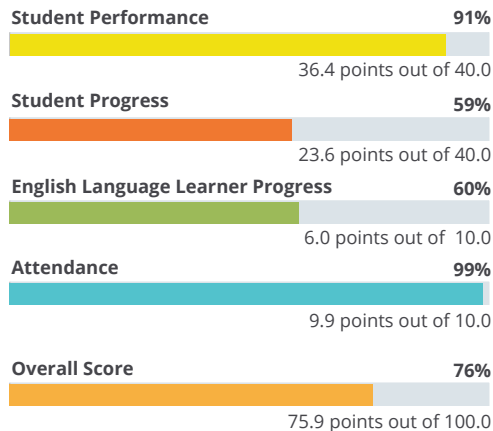 Student Performance 91%
36.4 points out of 40.0
Student Progress 59%
23.6 points out of 40.0
English Language Learner Progress 60%
6.0 points out of 10.0
Attendance 99%
9.9 points out of 10.0
Overall Score 76%
75.9 points out of 100.0